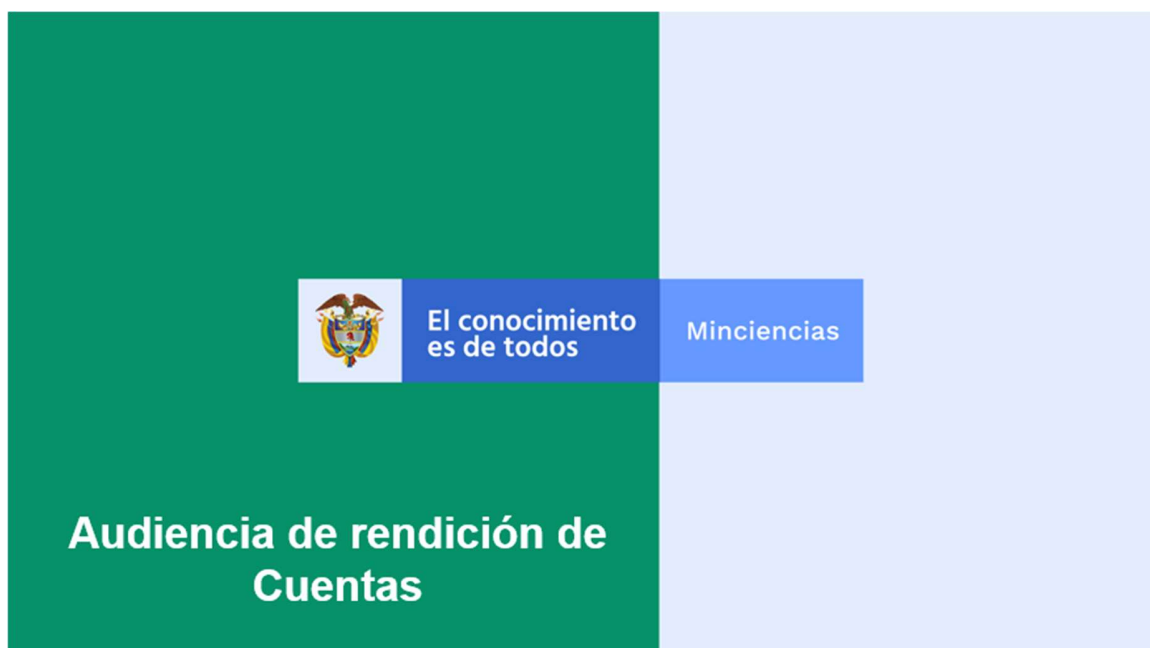 El conocimiento
es de todos
Minciencias
Audiencia de rendición de
Cuentas